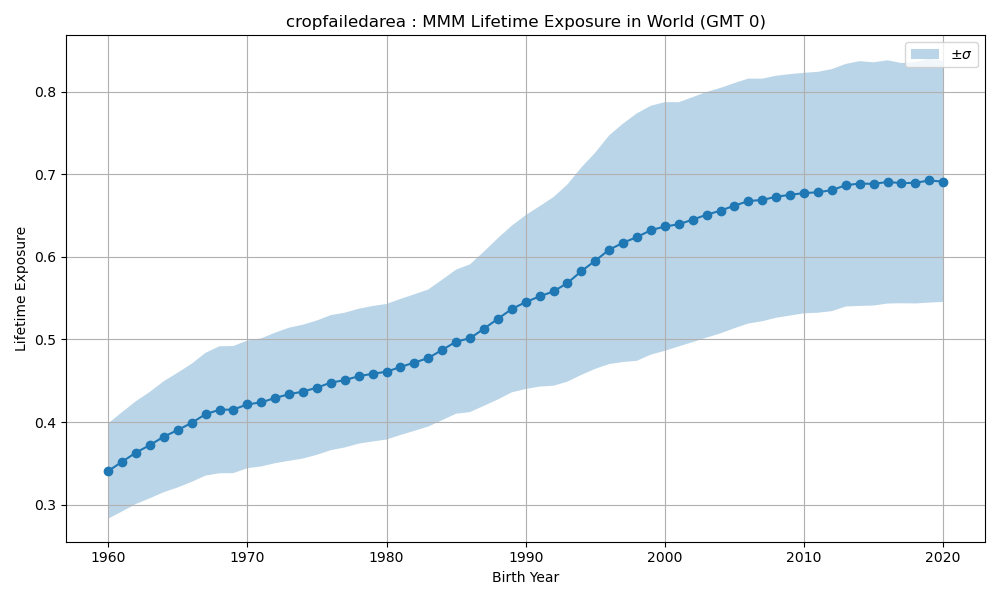 cropfailedarea : MMM Lifetime Exposure in World (GMT 0)
±σ
Lifetime Exposure
0.8
0.7
0.6
0.5
0.4
0.3
1960 1970 1980 1990 2000 2010 2020
Birth Year